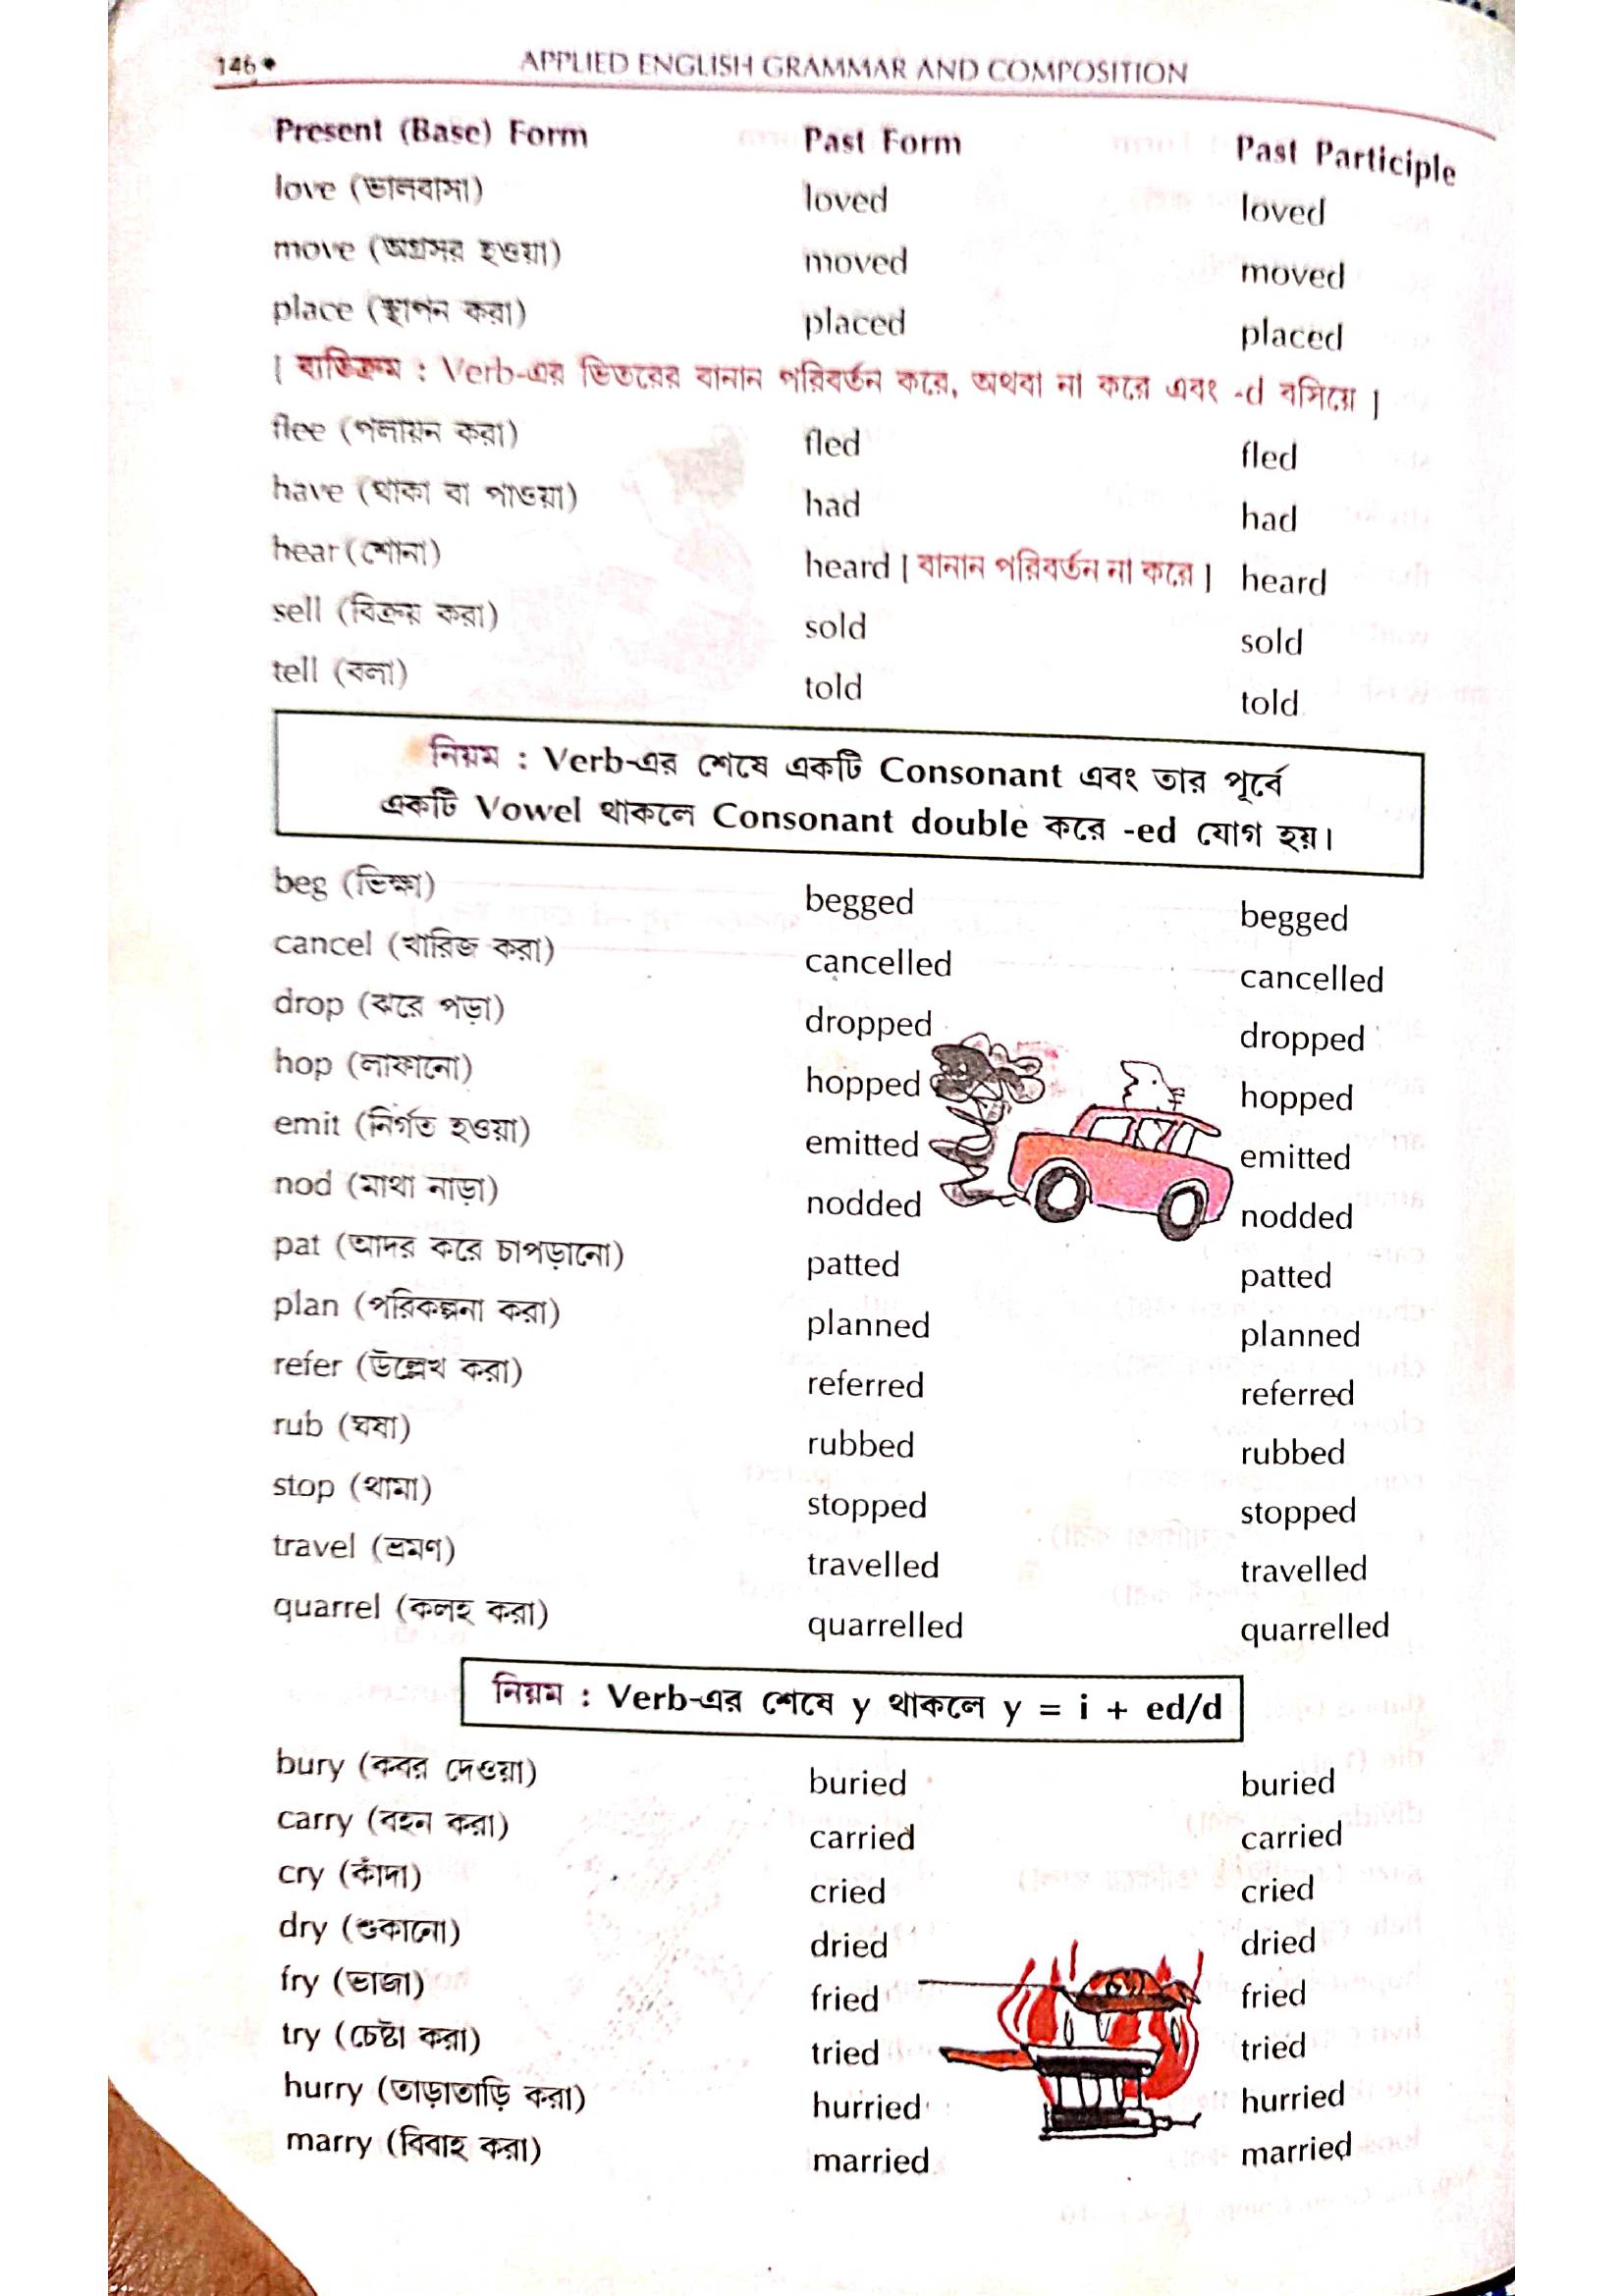 146• APPLIED ENGLISH GRAMMAR AND COMPOSITION
Present (Base) Form Past Form Past Participle
love (ভালবাসা) loved loved
move (অগ্রসর হওয়া) moved moved
place (স্থাপন করা) placed placed
[ ব্যতিক্রম : Verb-এর ভিতরের বানান পরিবর্তন করে, অথবা না করে এবং -d বসিয়ে ]
flee (পলায়ন করা) fled fled
have (থাকা বা পাওয়া) had had
hear (শোনা) heard [ বানান পরিবর্তন না করে ] heard
sell (বিক্রয় করা) sold sold
tell (বলা) told told
নিয়ম : Verb-এর শেষে একটি Consonant এবং তার পূর্বে
একটি Vowel থাকলে Consonant double করে -ed যোগ হয়।
beg (ভিক্ষা) begged begged
cancel (খারিজ করা) cancelled cancelled
drop (ঝরে পড়া) dropped dropped
hop (লাফানো) hopped hopped
emit (নির্গত হওয়া) emitted emitted
nod (মাথা নাড়া) nodded nodded
pat (আদর করে চাপড়ানো) patted patted
plan (পরিকল্পনা করা) planned planned
refer (উল্লেখ করা) referred referred
rub (ঘষা) rubbed rubbed
stop (থামা) stopped stopped
travel (ভ্রমণ) travelled travelled
quarrel (কলহ করা) quarrelled quarrelled
নিয়ম : Verb-এর শেষে y থাকলে y = i + ed/d
bury (কবর দেওয়া) buried buried
carry (বহন করা) carried carried
cry (কাঁদা) cried cried
dry (শুকানো) dried dried
fry (ভাজা) fried fried
try (চেষ্টা করা) tried tried
hurry (তাড়াতাড়ি করা) hurried hurried
marry (বিবাহ করা) married married